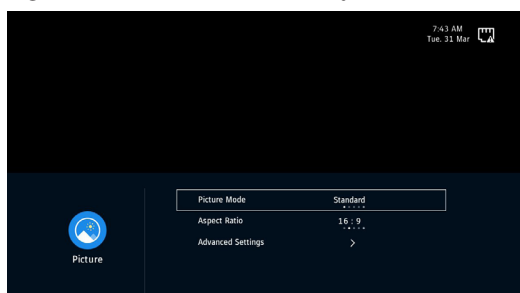 7:43 AM
Tue. 31 Mar
Picture Mode
Standard
Aspect Ratio
16 : 9
Advanced Settings
Picture